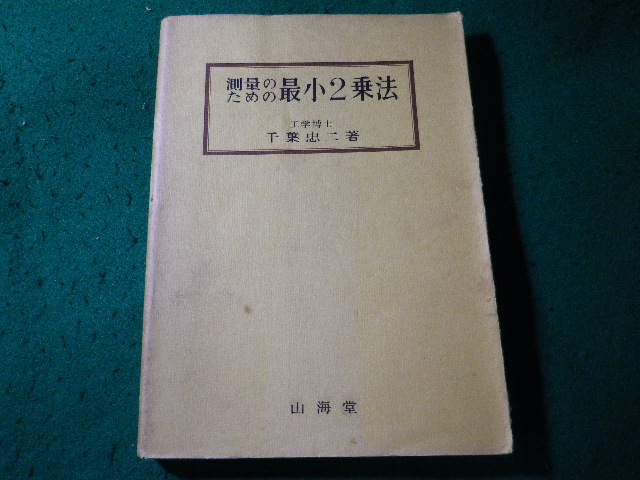 測量の
ための最小2乗法
工学博士
千葉忠二著
山海堂